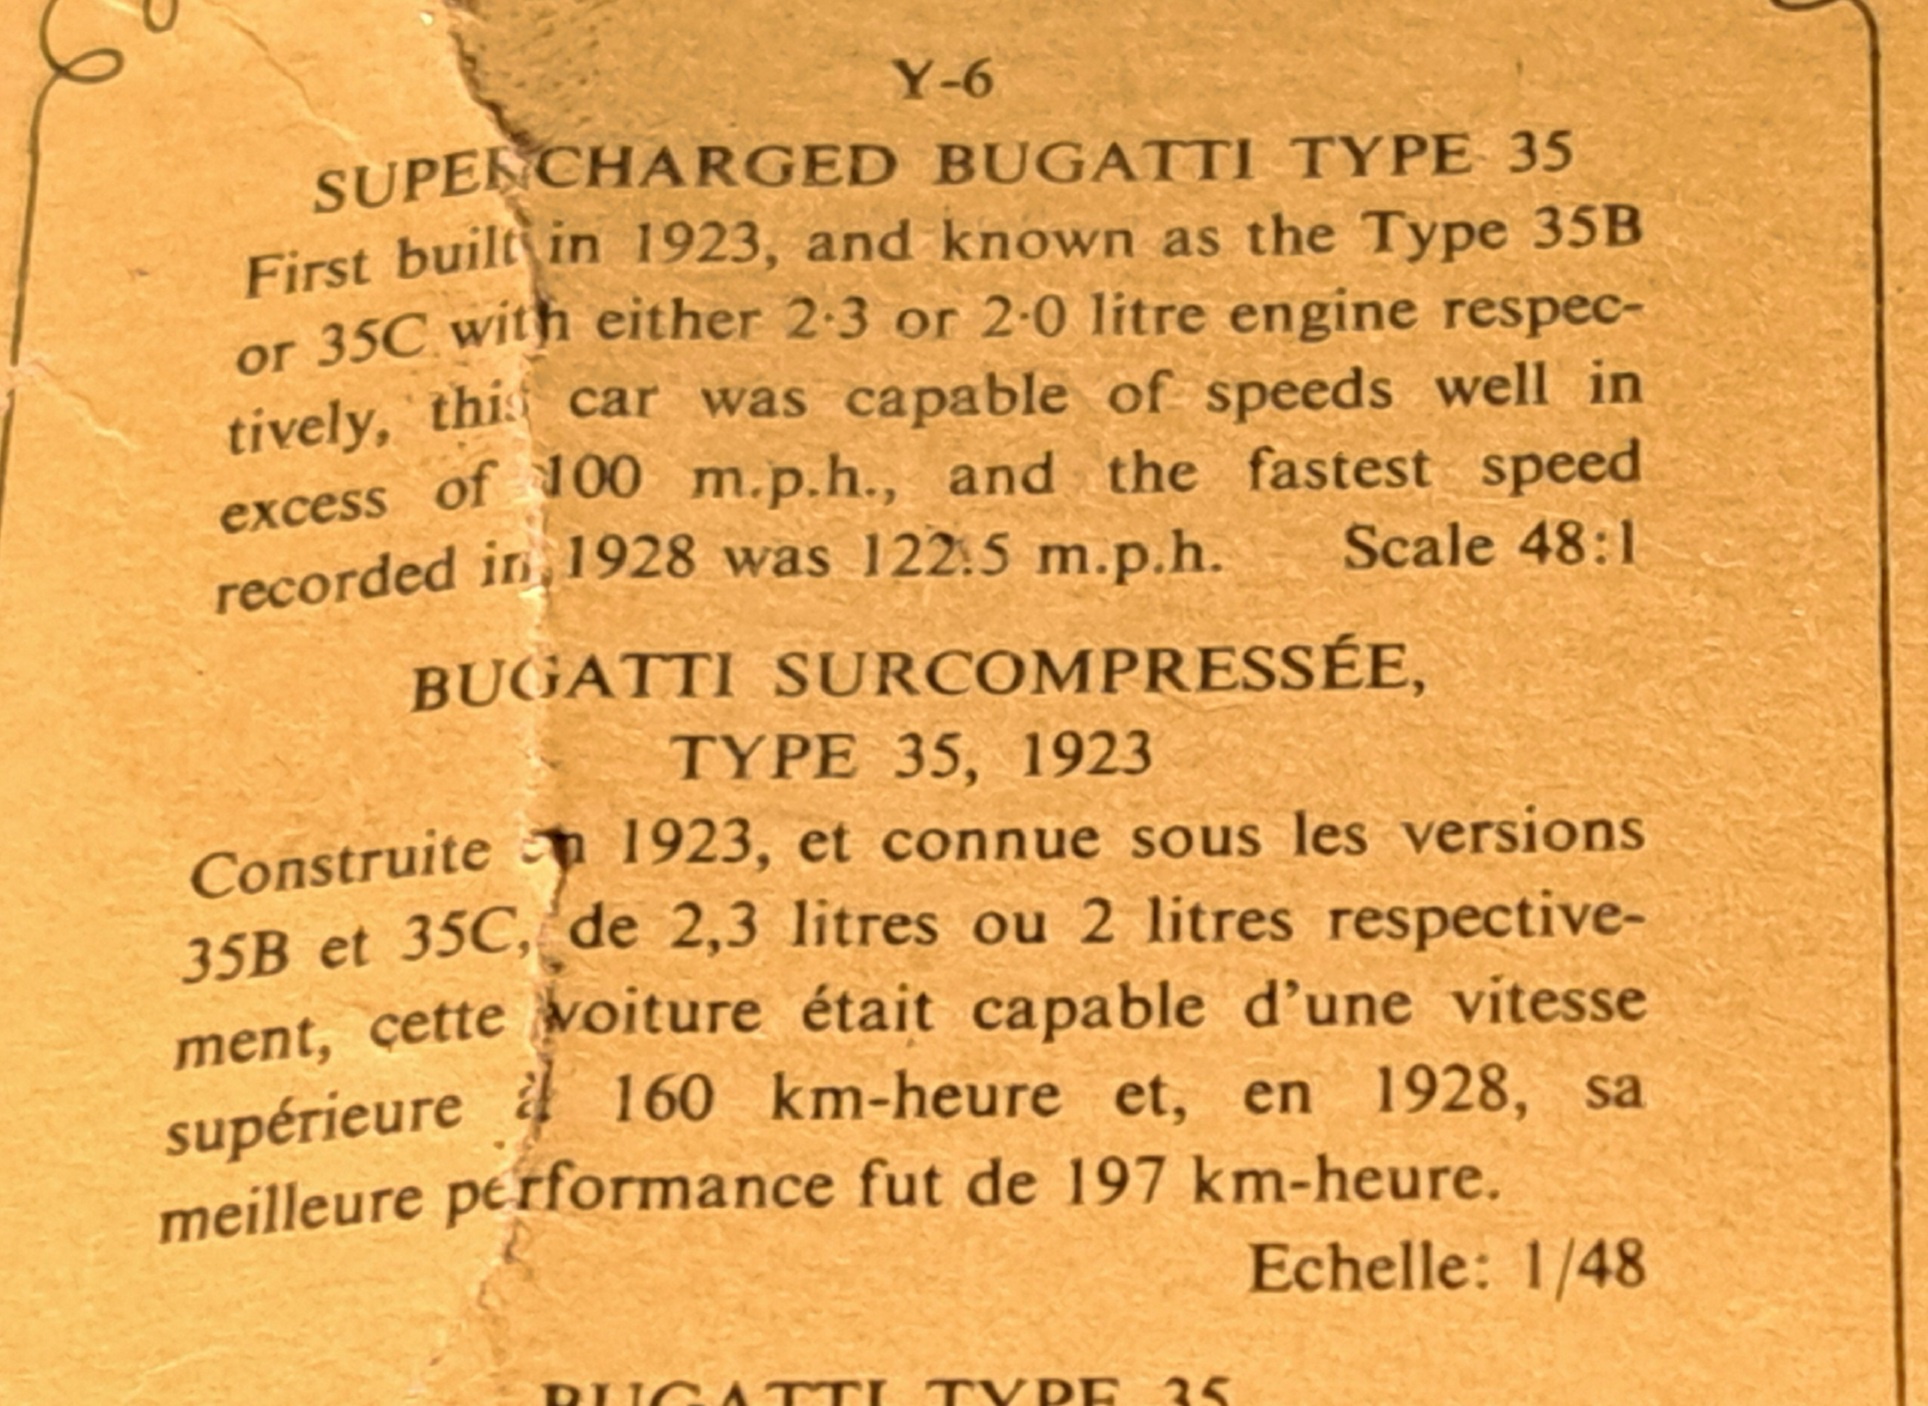 Y-6
SUPERCHARGED BUGATTI TYPE 35
First built in 1923, and known as the Type 35B
or 35C with either 2·3 or 2·0 litre engine respec-
tively, this car was capable of speeds well in
excess of 100 m.p.h., and the fastest speed
recorded in 1928 was 122.5 m.p.h. Scale 48:1
BUGATTI SURCOMPRESSÉE,
TYPE 35, 1923
Construite en 1923, et connue sous les versions
35B et 35C, de 2,3 litres ou 2 litres respective-
ment, cette voiture était capable d'une vitesse
supérieure à 160 km-heure et, en 1928, sa
meilleure performance fut de 197 km-heure.
Echelle: 1/48
BUGATTI TYPE 35